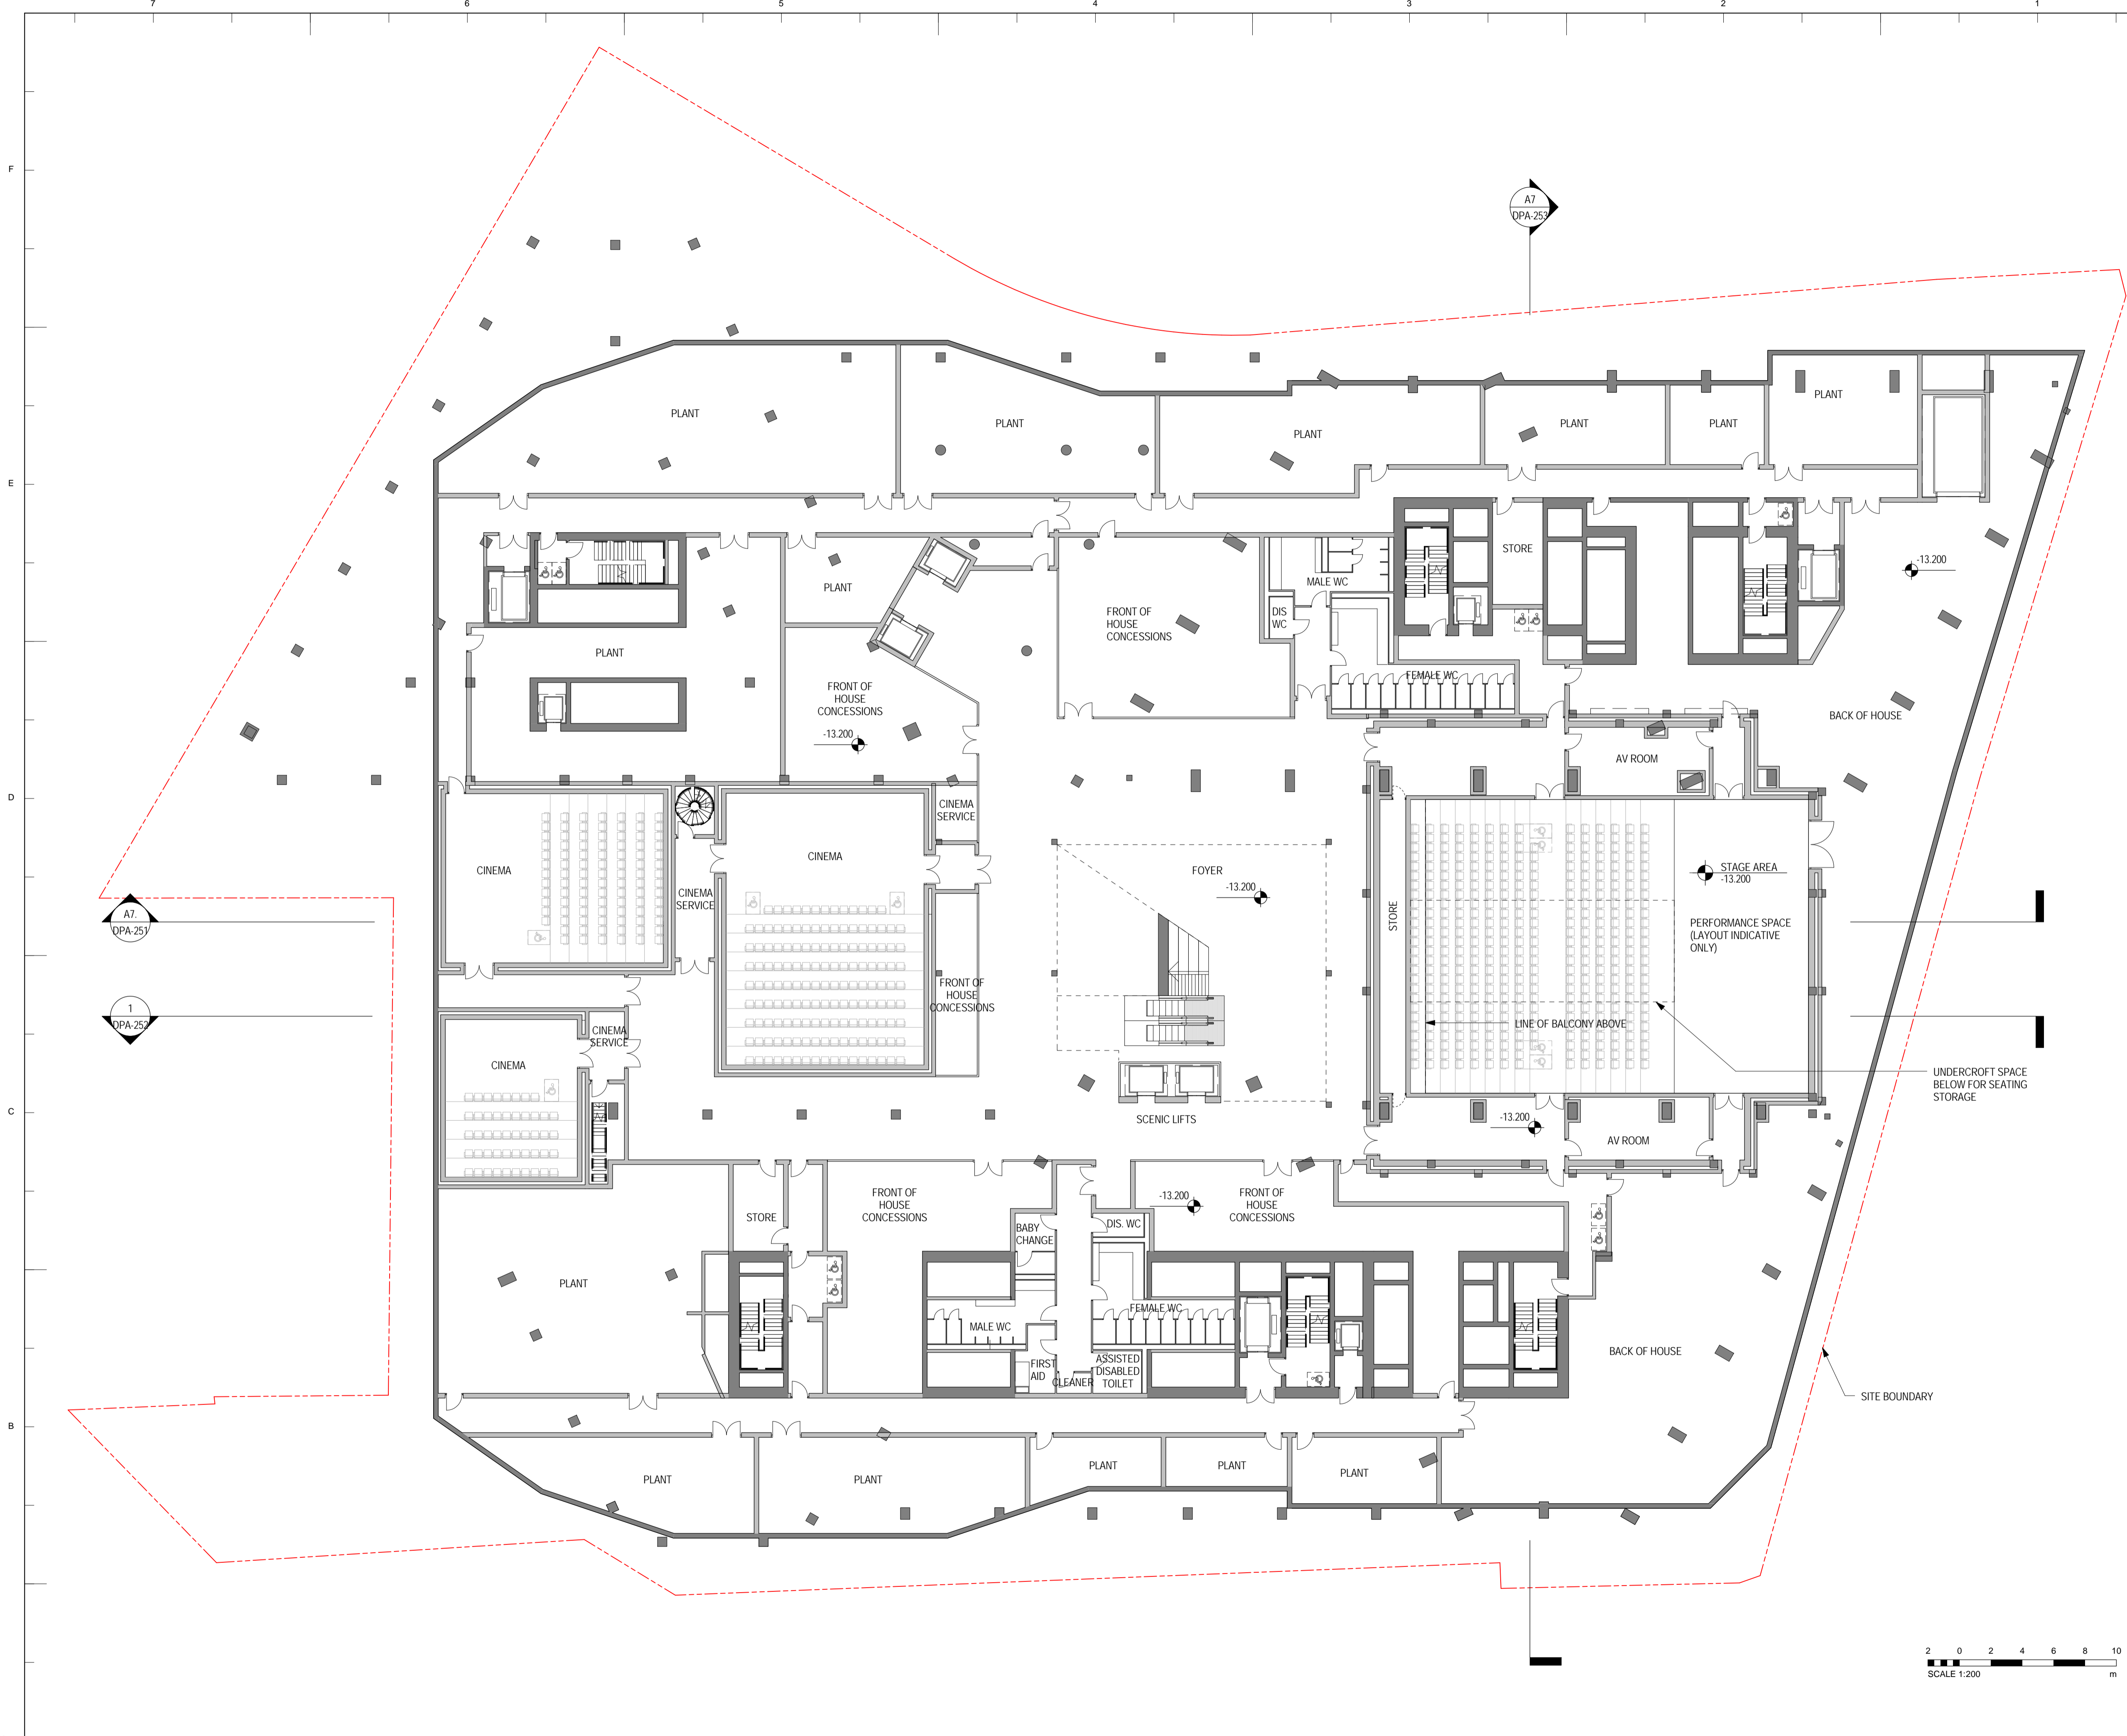 7 6 5 4 3 2 1
F
A7
DPA-253
PLANT
PLANT
PLANT
PLANT
PLANT
PLANT
E
STORE
-13.200
MALE WC
PLANT
DIS
WC
FRONT OF
HOUSE
CONCESSIONS
PLANT
FEMALE WC
FRONT OF
HOUSE
CONCESSIONS
BACK OF HOUSE
-13.200
AV ROOM
D
CINEMA
SERVICE
CINEMA
CINEMA
FOYER
STAGE AREA
-13.200
-13.200
CINEMA
SERVICE
STORE
A7.
DPA-251
PERFORMANCE SPACE
(LAYOUT INDICATIVE
ONLY)
FRONT OF
HOUSE
CONCESSIONS
1
DPA-252
LINE OF BALCONY ABOVE
CINEMA
SERVICE
CINEMA
UNDERCROFT SPACE
BELOW FOR SEATING
STORAGE
C
SCENIC LIFTS
-13.200
AV ROOM
FRONT OF
HOUSE
CONCESSIONS
-13.200
FRONT OF
HOUSE
CONCESSIONS
STORE
BABY
CHANGE
DIS. WC
PLANT
FEMALE WC
MALE WC
BACK OF HOUSE
FIRST
AID
CLEANER
ASSISTED
DISABLED
TOILET
SITE BOUNDARY
B
PLANT
PLANT
PLANT
PLANT
PLANT
2 0 2 4 6 8 10
SCALE 1:200 m